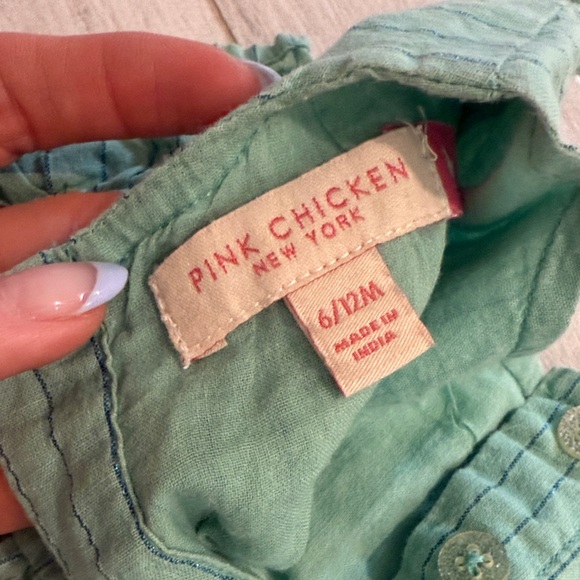 PINK CHICKEN
NEW YORK
6/12M
MADE IN
INDIA